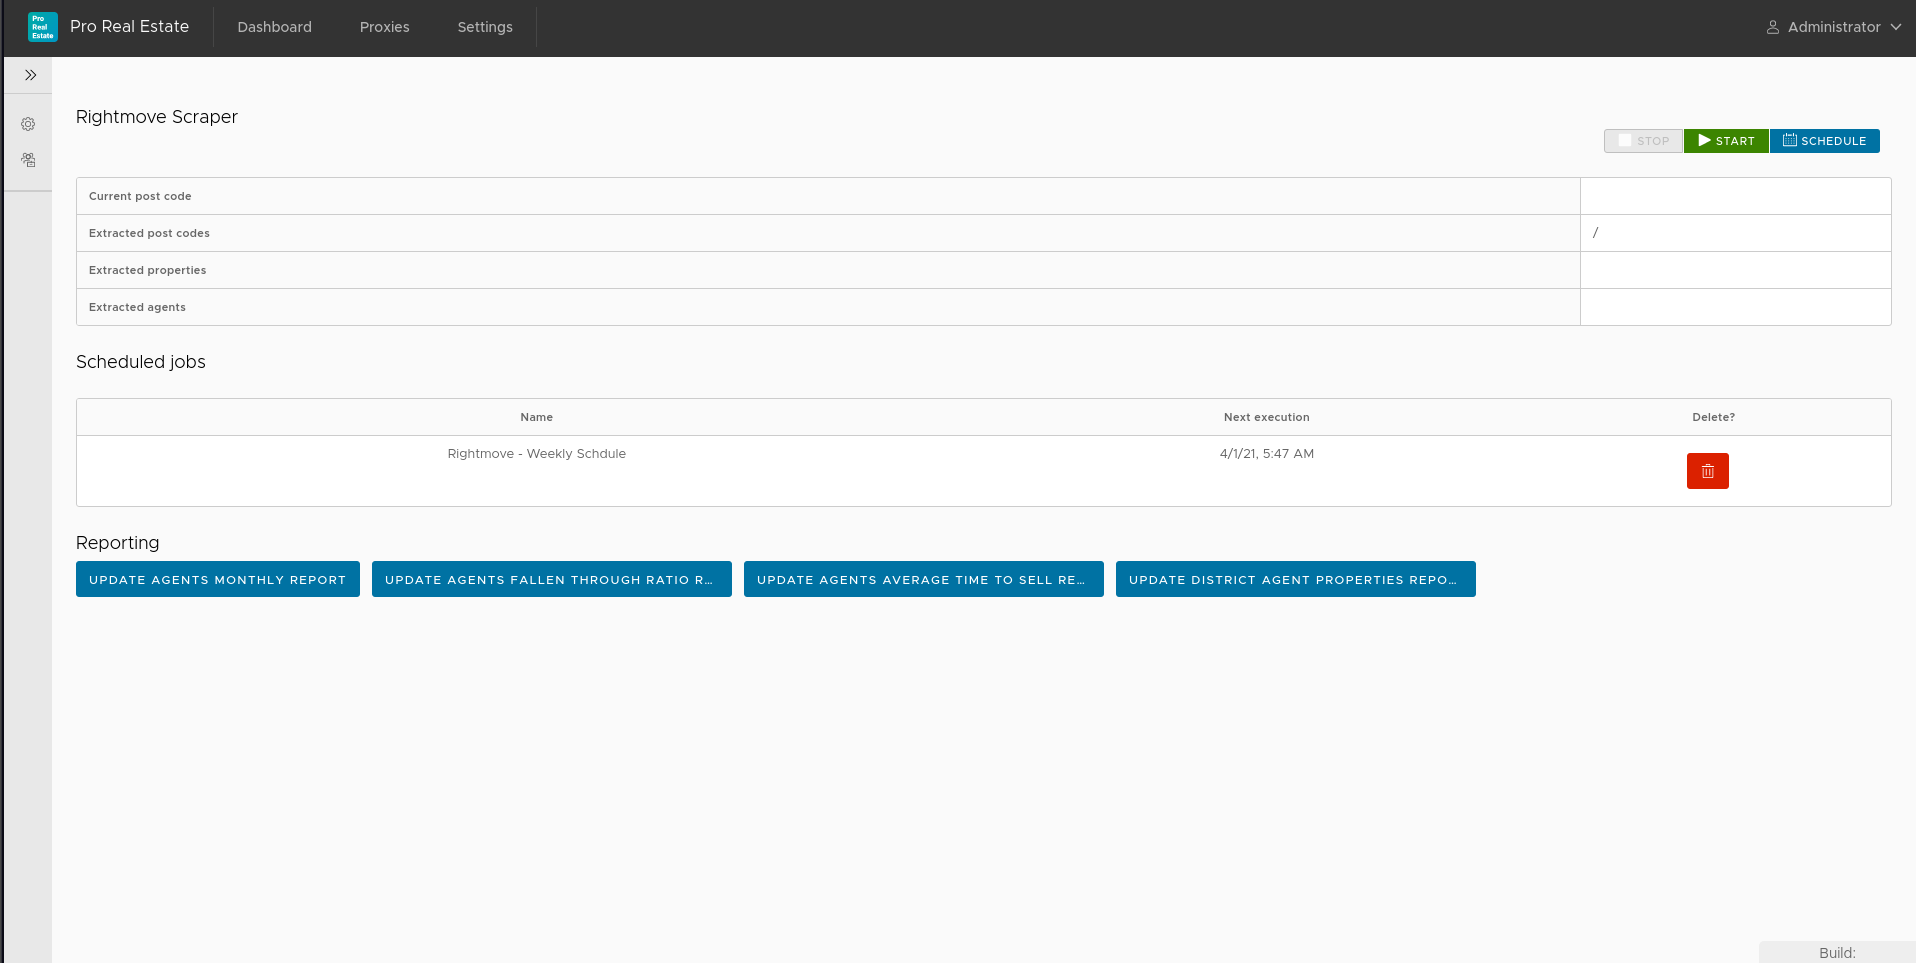 Pro Real Estate
Pro Real Estate Dashboard Proxies Settings Administrator
Rightmove Scraper
STOP START SCHEDULE
Current post code
Extracted post codes /
Extracted properties
Extracted agents
Scheduled jobs
Name Next execution Delete?
Rightmove - Weekly Schdule 4/1/21, 5:47 AM
Reporting
UPDATE AGENTS MONTHLY REPORT UPDATE AGENTS FALLEN THROUGH RATIO R... UPDATE AGENTS AVERAGE TIME TO SELL RE... UPDATE DISTRICT AGENT PROPERTIES REPO...
Build: